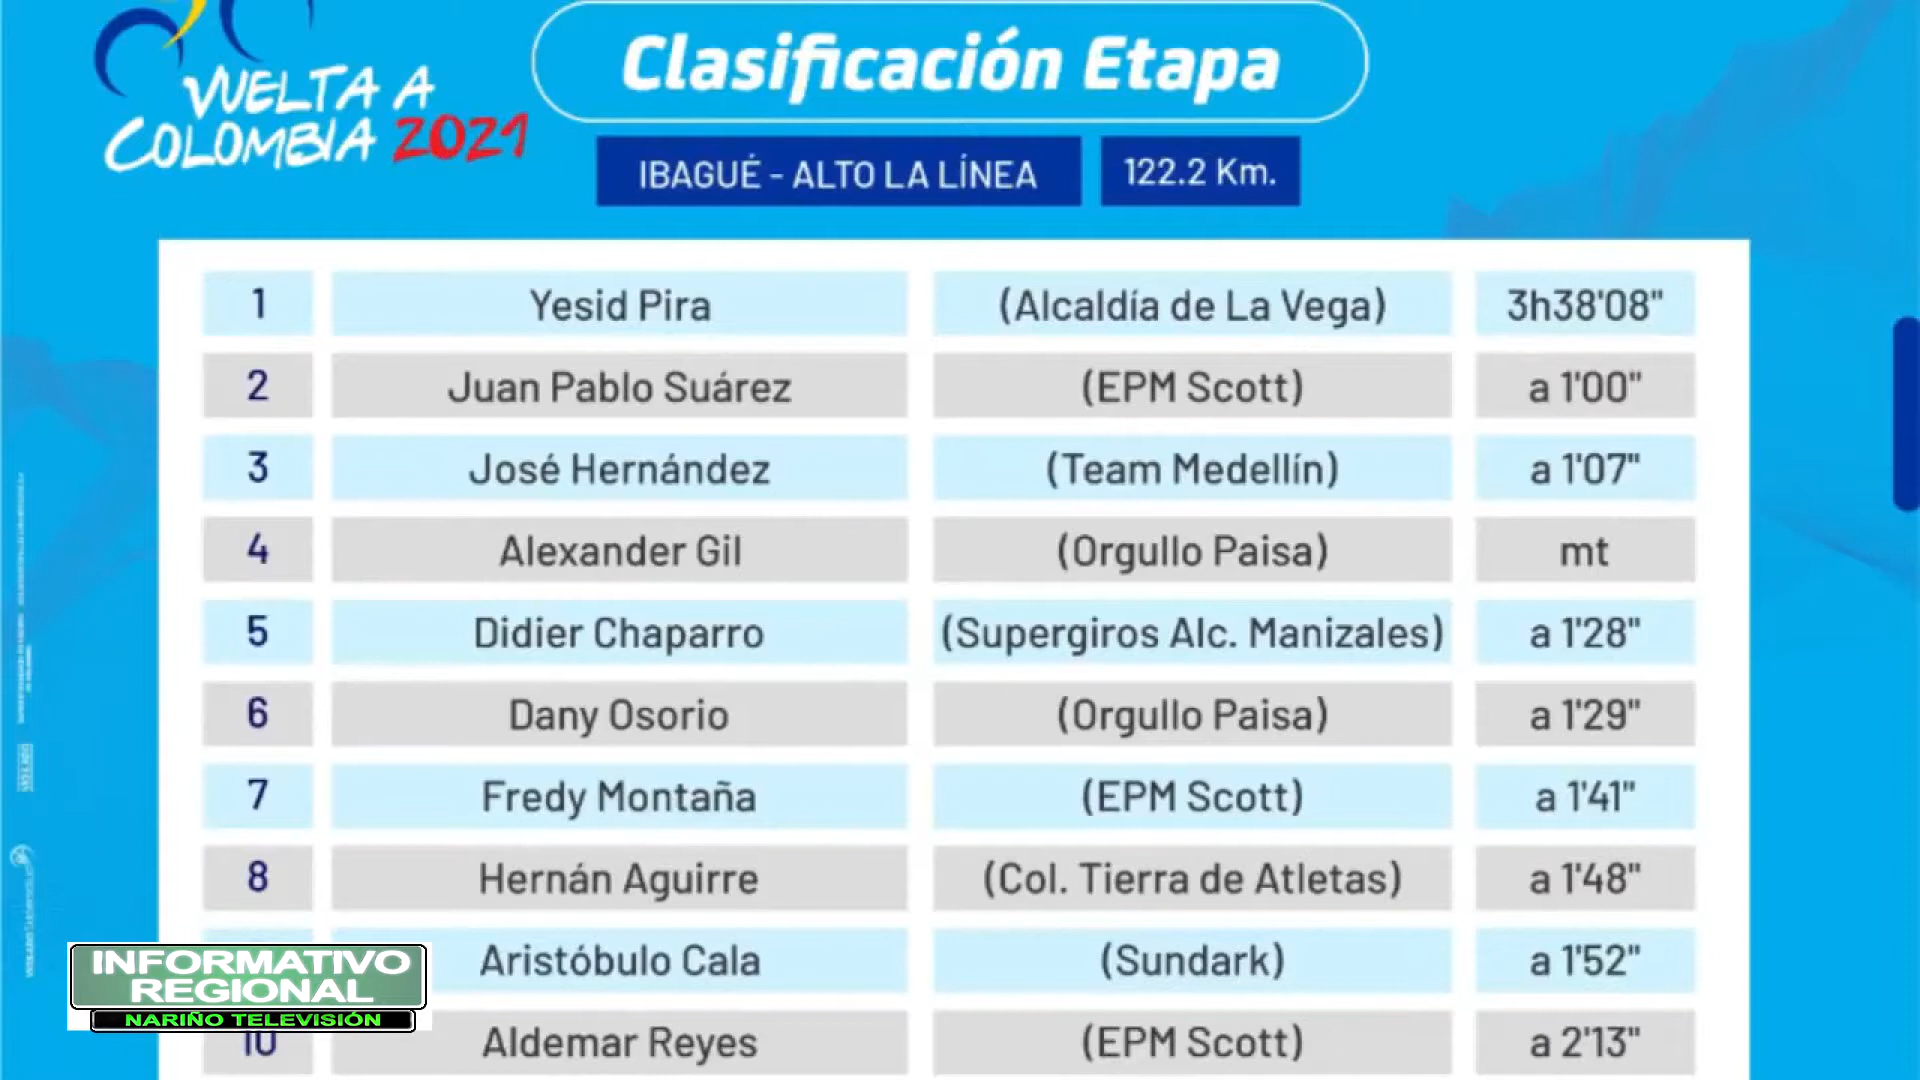 VUELTA A
COLOMBIA 2021
Clasificación Etapa
IBAGUÉ - ALTO LA LÍNEA 122.2 Km.
1 Yesid Pira (Alcaldía de La Vega) 3h38'08"
2 Juan Pablo Suárez (EPM Scott) a 1'00"
3 José Hernández (Team Medellín) a 1'07"
4 Alexander Gil (Orgullo Paisa) mt
5 Didier Chaparro (Supergiros Alc. Manizales) a 1'28"
6 Dany Osorio (Orgullo Paisa) a 1'29"
7 Fredy Montaña (EPM Scott) a 1'41"
8 Hernán Aguirre (Col. Tierra de Atletas) a 1'48"
Aristóbulo Cala (Sundark) a 1'52"
10 Aldemar Reyes (EPM Scott) a 2'13"
INFORMATIVO
REGIONAL
NARIÑO TELEVISIÓN